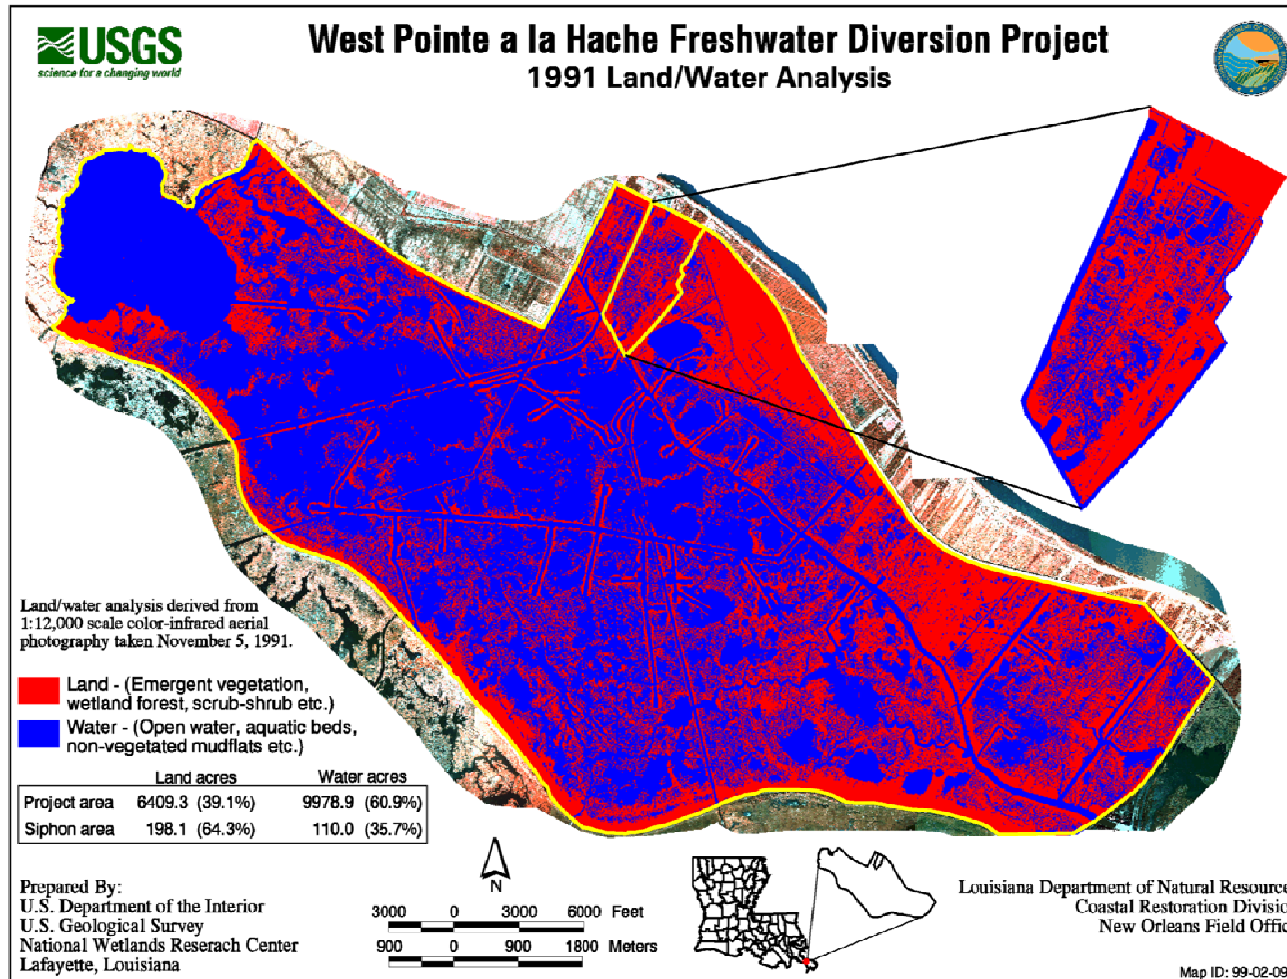 USGS
science for a changing world
West Pointe a la Hache Freshwater Diversion Project
1991 Land/Water Analysis
Land/water analysis derived from
1:12,000 scale color-infrared aerial
photography taken November 5, 1991.
Land - (Emergent vegetation,
wetland forest, scrub-shrub etc.)
Water - (Open water, aquatic beds,
non-vegetated mudflats etc.)
Land acres Water acres
Project area 6409.3 (39.1%) 9978.9 (60.9%)
Siphon area 198.1 (64.3%) 110.0 (35.7%)
Prepared By:
U.S. Department of the Interior
U.S. Geological Survey
National Wetlands Reserach Center
Lafayette, Louisiana
N
3000 0 3000 6000 Feet
900 0 900 1800 Meters
Louisiana Department of Natural Resource
Coastal Restoration Divisio
New Orleans Field Offic
Map ID: 99-02-09